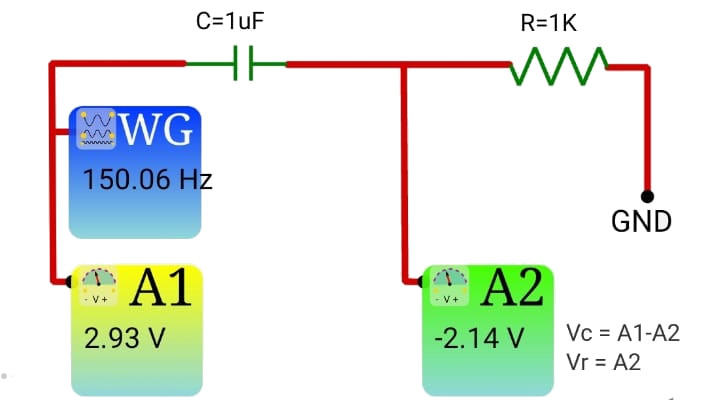 C=1uF
R=1K
WG
150.06 Hz
GND
- V +
A1
2.93 V
- V +
A2
-2.14 V
Vc = A1-A2
Vr = A2